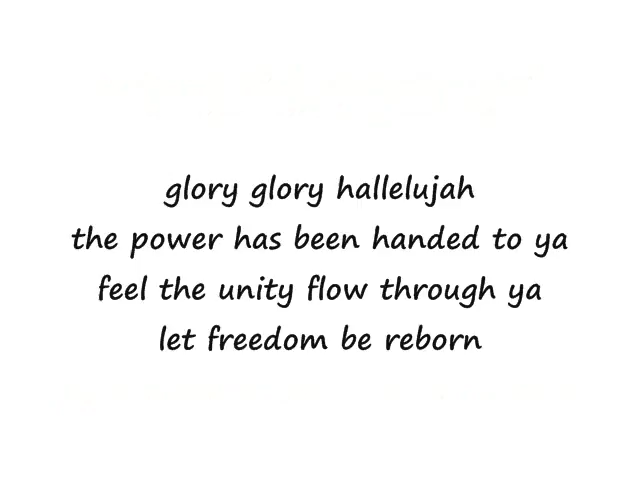 glory glory hallelujah
the power has been handed to ya
feel the unity flow through ya
let freedom be reborn